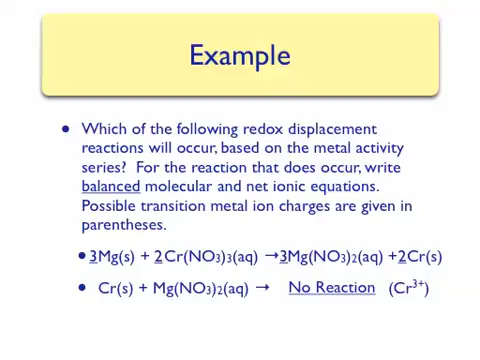 Example
• Which of the following redox displacement
reactions will occur, based on the metal activity
series? For the reaction that does occur, write
balanced molecular and net ionic equations.
Possible transition metal ion charges are given in
parentheses.
• 3Mg(s) + 2Cr(NO₃)₃(aq) →3Mg(NO₃)₂(aq) +2Cr(s)
• Cr(s) + Mg(NO₃)₂(aq) → No Reaction (Cr³⁺)